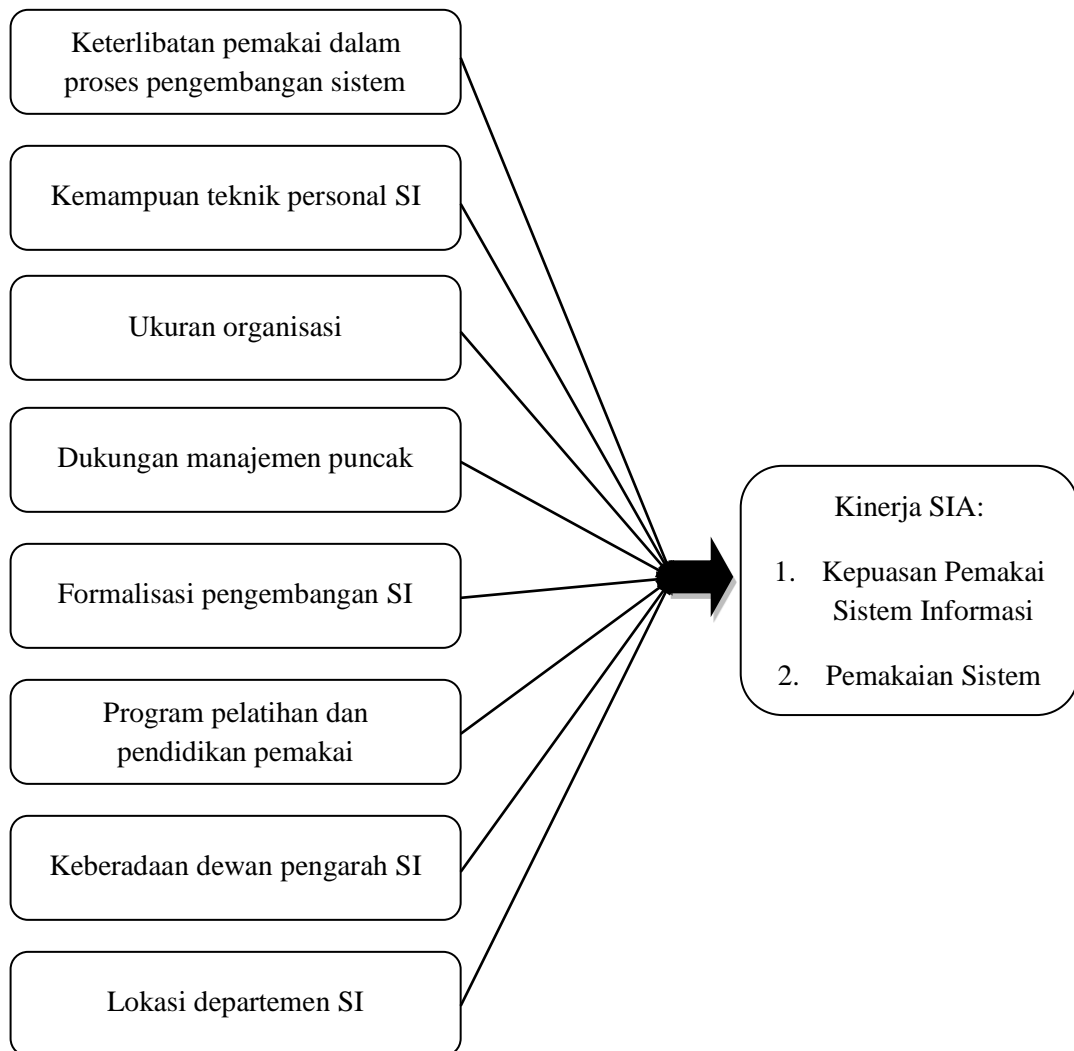 Keterlibatan pemakai dalam
proses pengembangan sistem
Kemampuan teknik personal SI
Ukuran organisasi
Dukungan manajemen puncak
Formalisasi pengembangan SI
Program pelatihan dan
pendidikan pemakai
Keberadaan dewan pengarah SI
Lokasi departemen SI
Kinerja SIA:
1. Kepuasan Pemakai
Sistem Informasi
2. Pemakaian Sistem